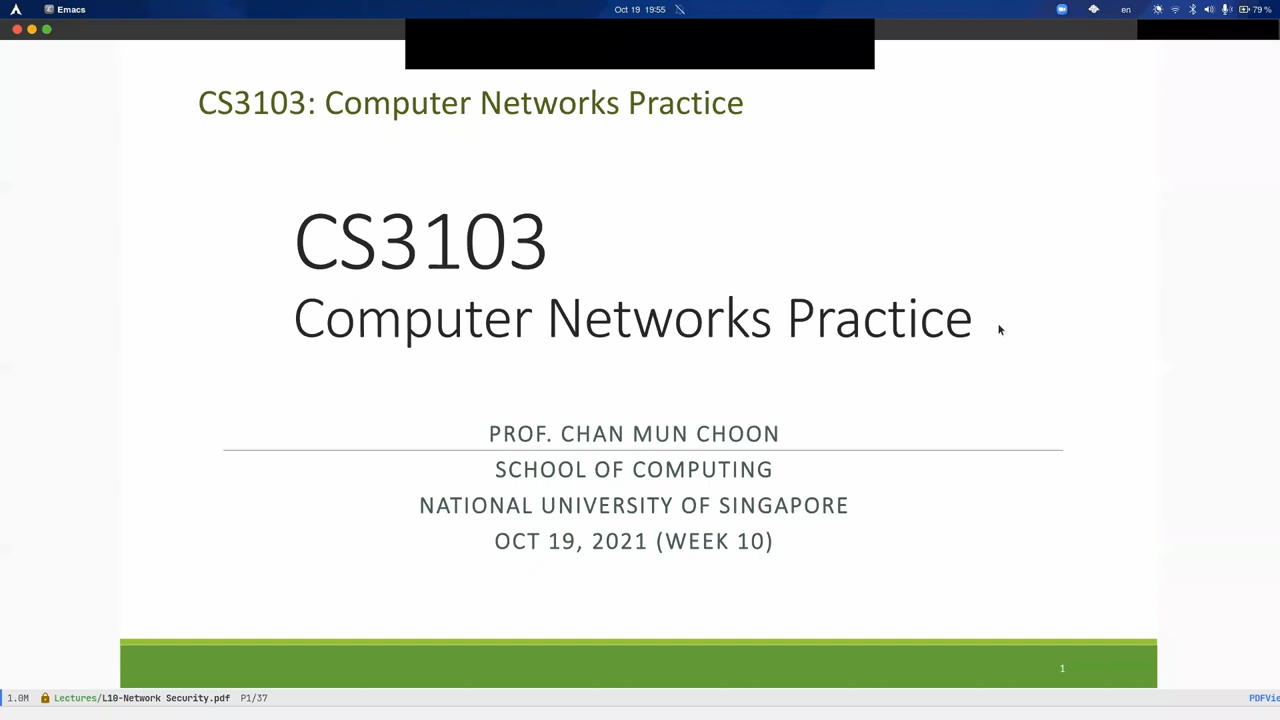 Emacs
Oct 19 19:55
en
79 %
CS3103: Computer Networks Practice
CS3103
Computer Networks Practice
PROF. CHAN MUN CHOON
SCHOOL OF COMPUTING
NATIONAL UNIVERSITY OF SINGAPORE
OCT 19, 2021 (WEEK 10)
1
1.0M Lectures/L10-Network Security.pdf P1/37
PDFVie